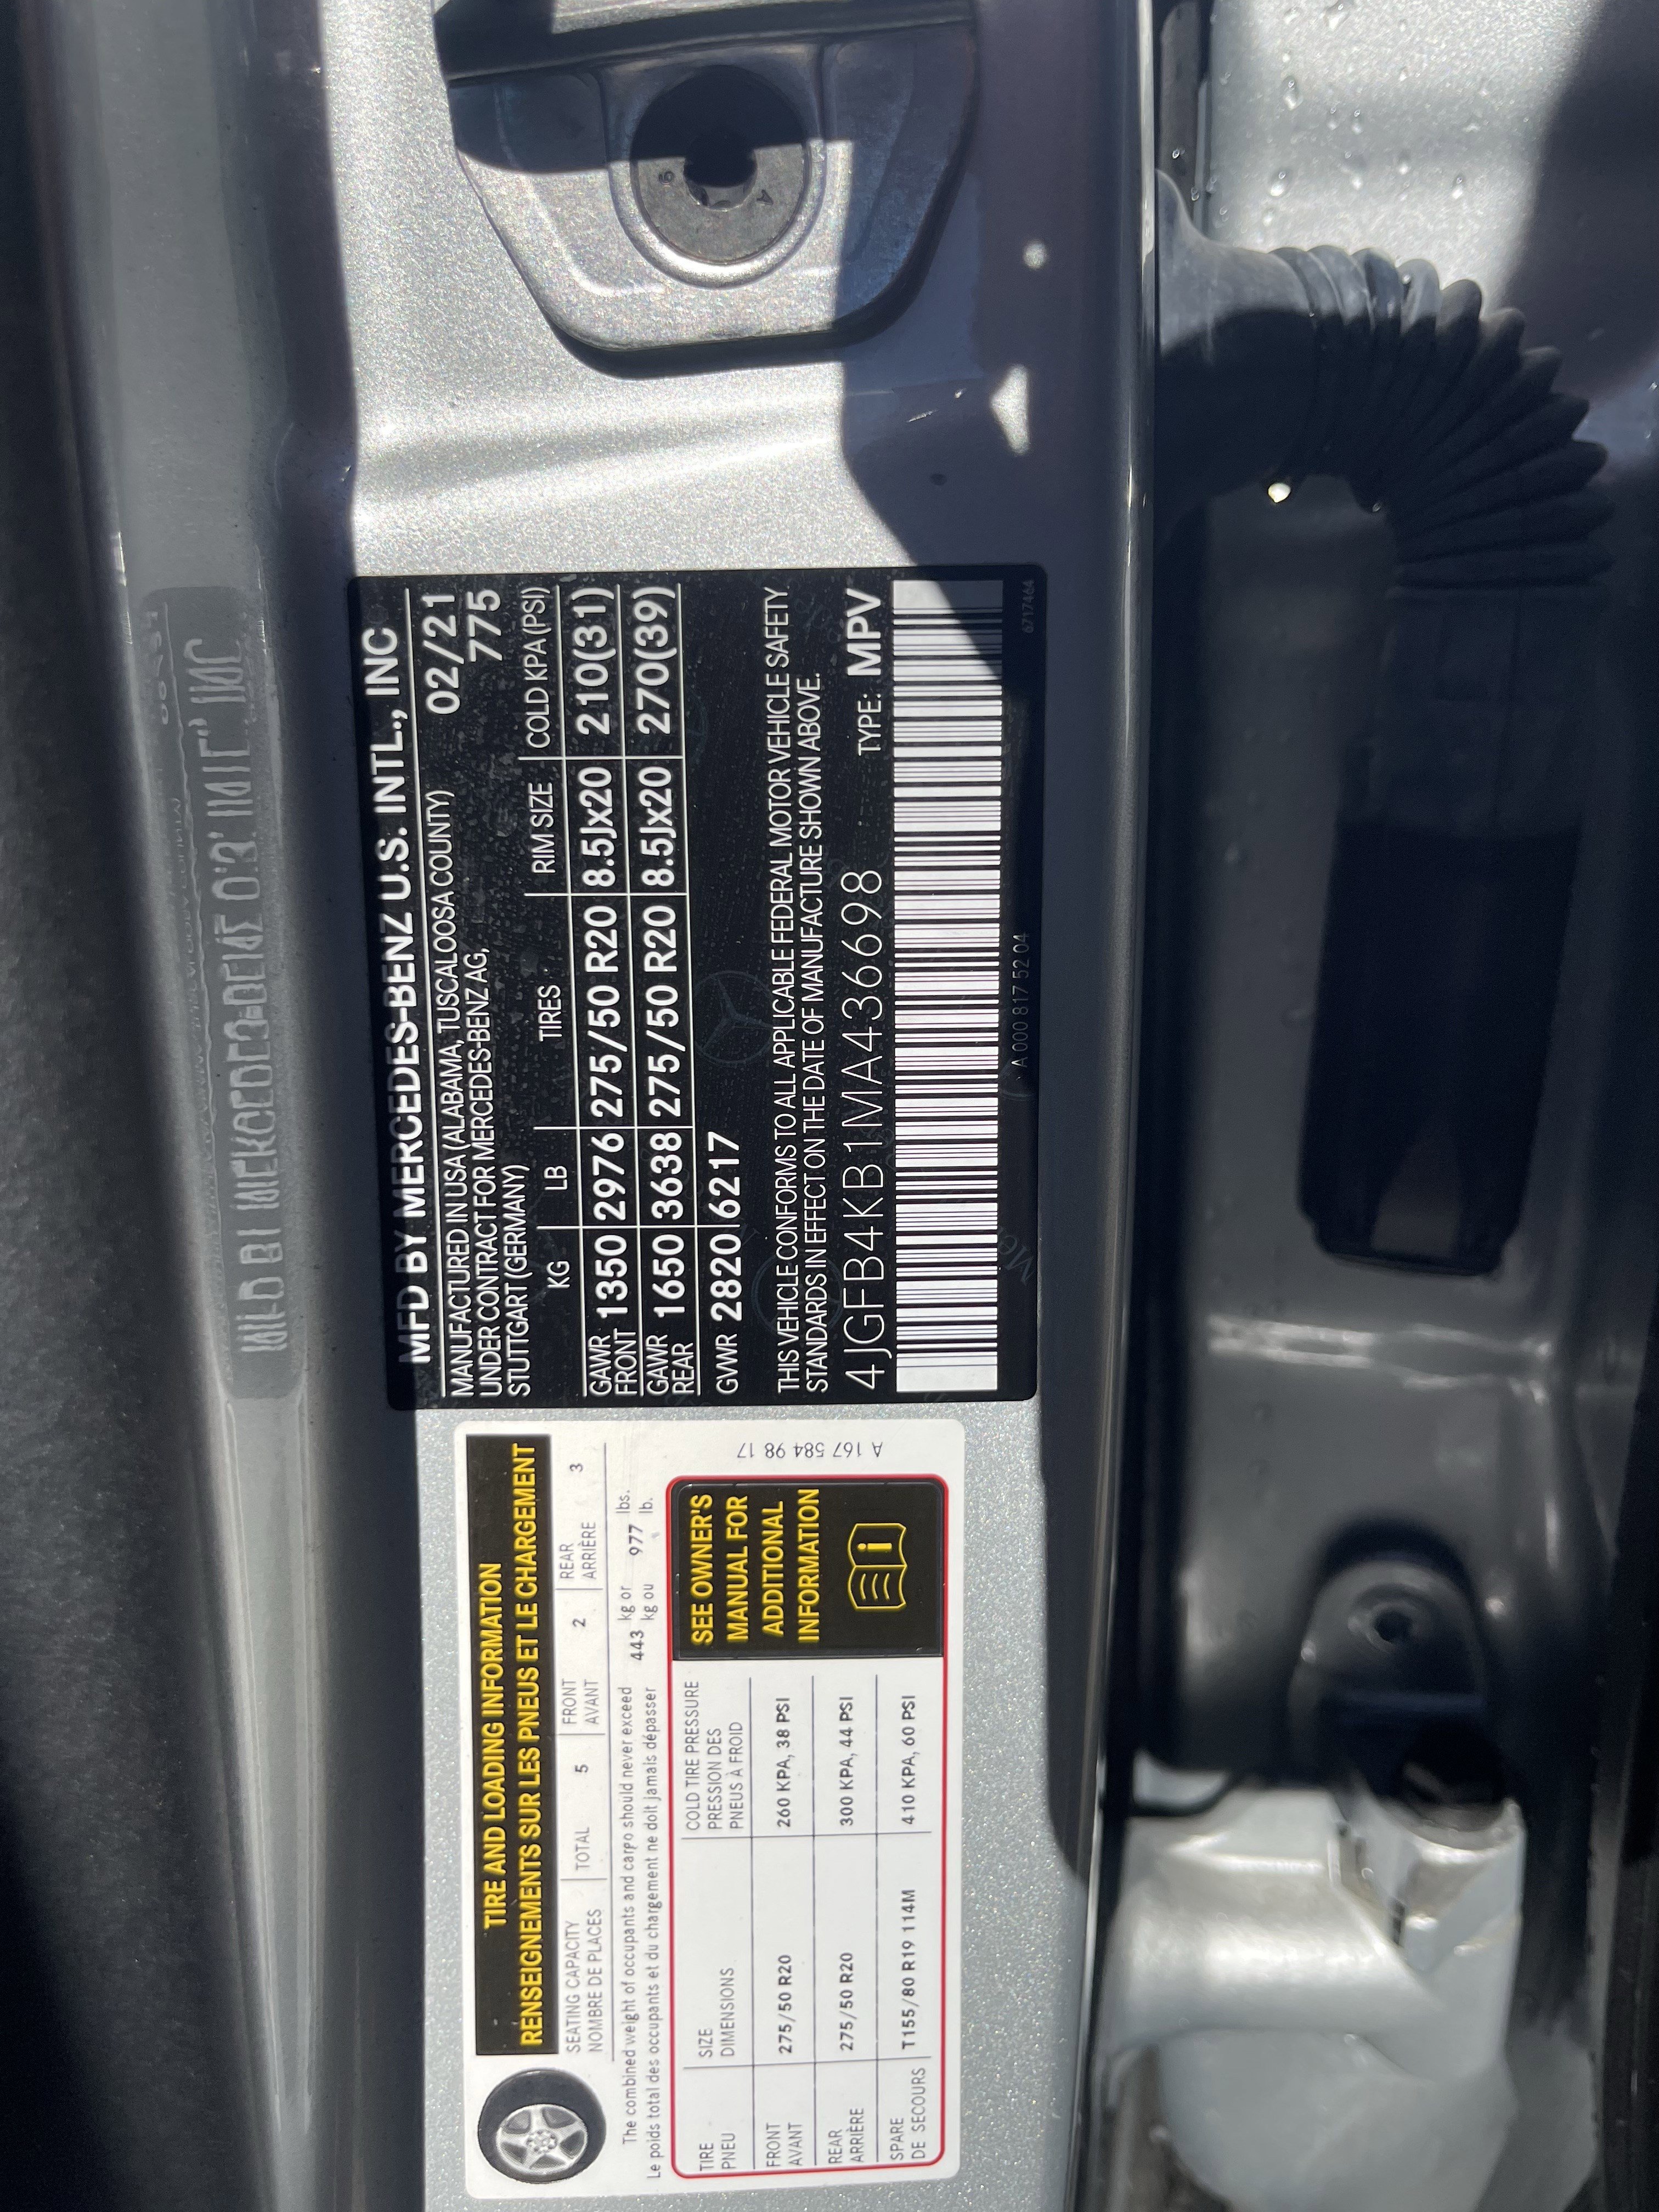 MFD BY MERCEDES-BENZ U.S. INTL., INC
MANUFACTURED IN USA (ALABAMA, TUSCALOOSA COUNTY) 02/21
UNDER CONTRACT FOR MERCEDES-BENZ AG, 775
STUTTGART (GERMANY)
KG LB TIRES RIM SIZE COLD KPA (PSI)
GAWR FRONT 1350 2976 275/50 R20 8.5Jx20 210(31)
GAWR REAR 1650 3638 275/50 R20 8.5Jx20 270(39)
GVWR 2820 6217
THIS VEHICLE CONFORMS TO ALL APPLICABLE FEDERAL MOTOR VEHICLE SAFETY
STANDARDS IN EFFECT ON THE DATE OF MANUFACTURE SHOWN ABOVE.
4JGFB4KB1MA436698 TYPE: MPV
A 000 817 52 04
6717464
TIRE AND LOADING INFORMATION
RENSEIGNEMENTS SUR LES PNEUS ET LE CHARGEMENT
SEATING CAPACITY TOTAL 5 FRONT 2 REAR 3
NOMBRE DE PLACES AVANT ARRIÈRE
The combined weight of occupants and cargo should never exceed 443 kg or 977 lbs.
Le poids total des occupants et du chargement ne doit jamais dépasser kg ou lb.
TIRE SIZE COLD TIRE PRESSURE
PNEU DIMENSIONS PRESSION DES
PNEUS À FROID
FRONT AVANT 275/50 R20 260 KPA, 38 PSI
REAR ARRIÈRE 275/50 R20 300 KPA, 44 PSI
SPARE DE SECOURS T155/80 R19 114M 410 KPA, 60 PSI
SEE OWNER'S
MANUAL FOR
ADDITIONAL
INFORMATION
A 167 584 98 17